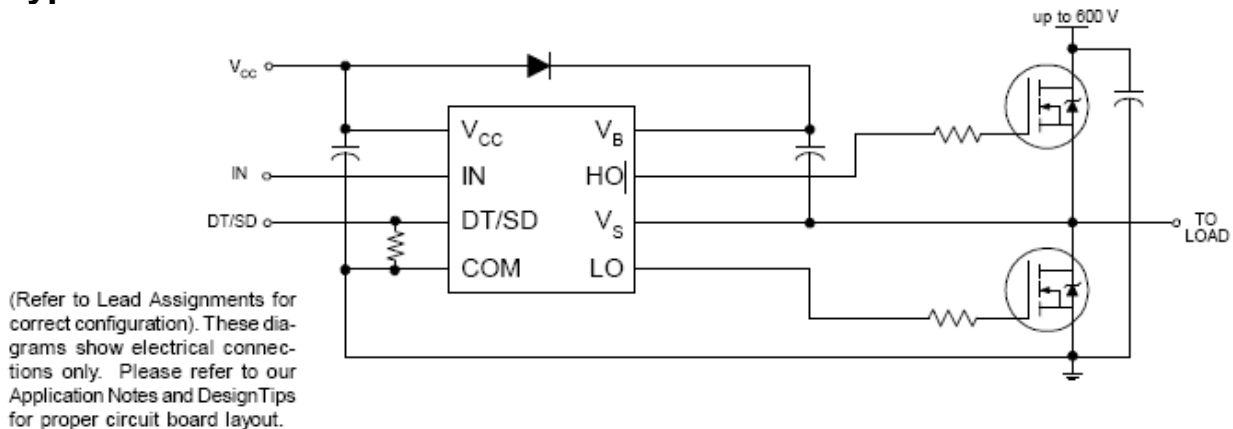 up to 600 V
VCC
VCC
VB
IN
IN
HO
DT/SD
DT/SD
VS
TO
LOAD
COM
LO
(Refer to Lead Assignments for
correct configuration). These dia-
grams show electrical connec-
tions only. Please refer to our
Application Notes and DesignTips
for proper circuit board layout.